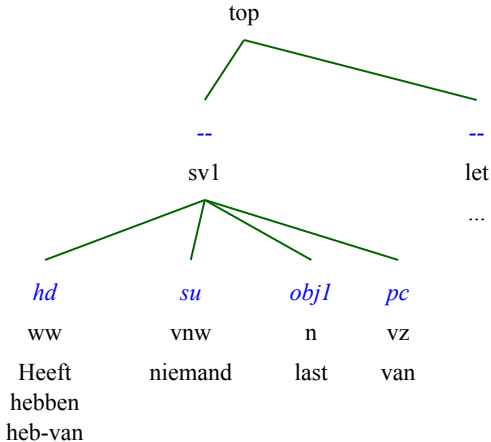 top
-- --
sv1 let
...
hd su obj1 pc
ww vnw n vz
Heeft niemand last van
hebben
heb-van